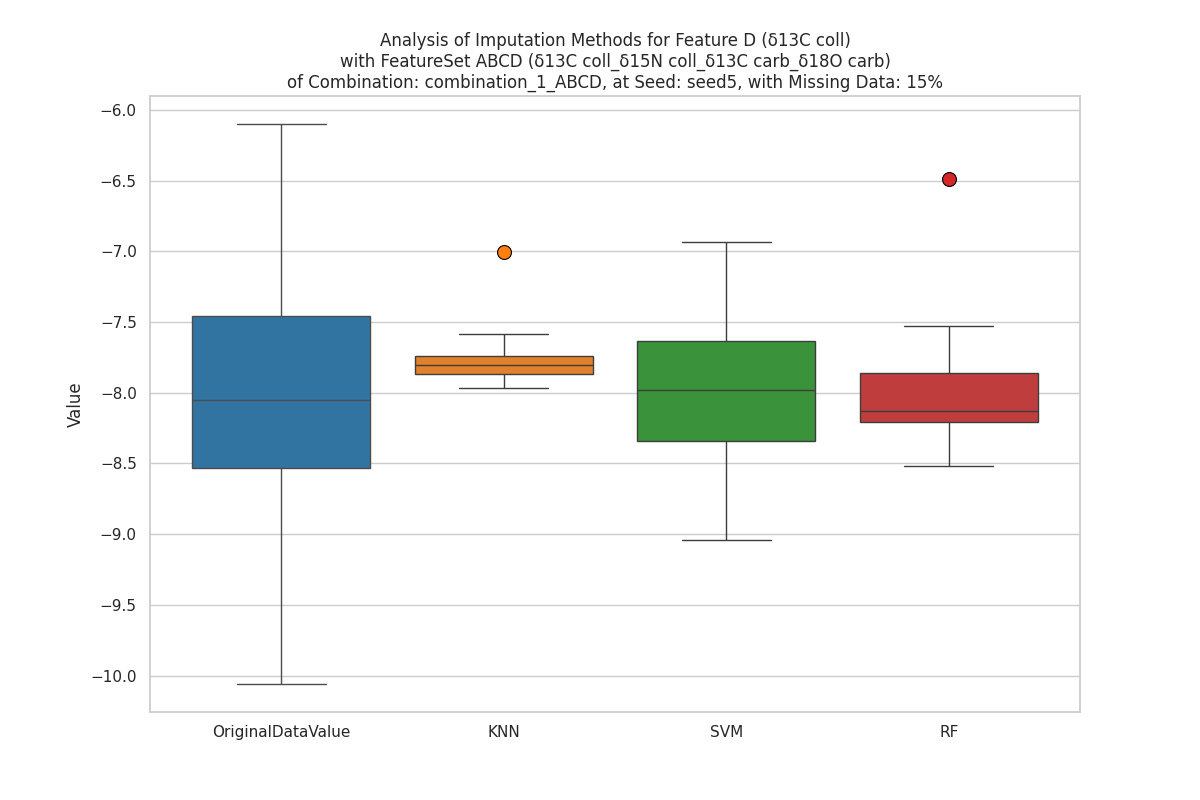 Analysis of Imputation Methods for Feature D (δ13C coll)
with FeatureSet ABCD (δ13C coll_δ15N coll_δ13C carb_δ18O carb)
of Combination: combination_1_ABCD, at Seed: seed5, with Missing Data: 15%
−6.0
−6.5
−7.0
−7.5
−8.0
−8.5
−9.0
−9.5
−10.0
Value
OriginalDataValue
KNN
SVM
RF